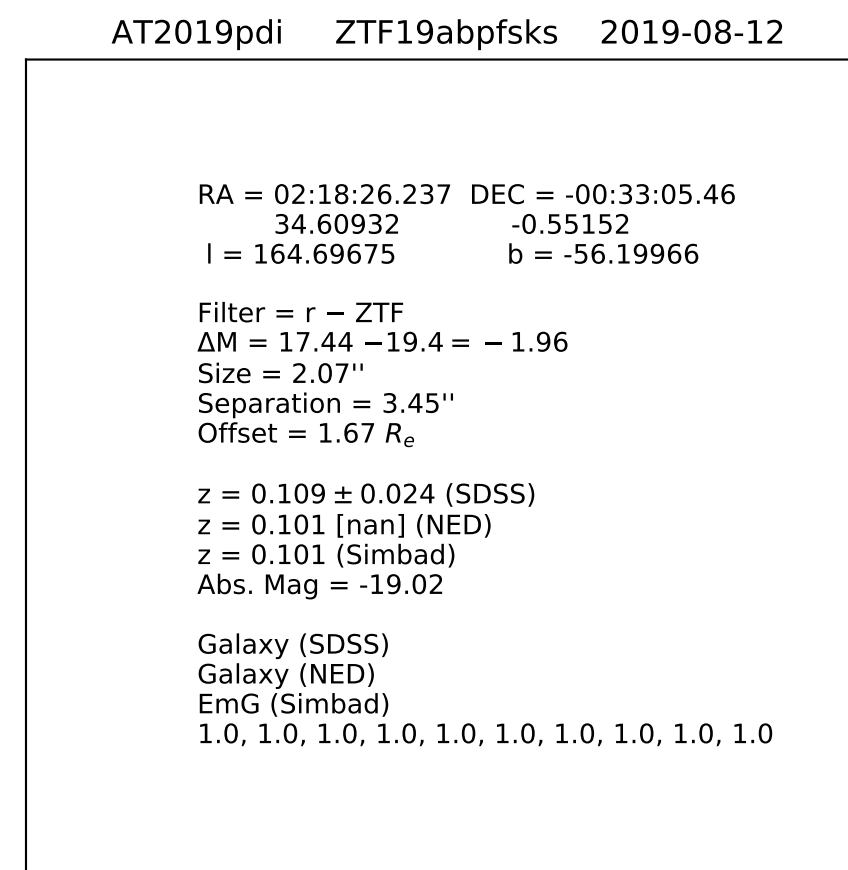 AT2019pdi ZTF19abpfsks 2019-08-12
RA = 02:18:26.237 DEC = -00:33:05.46
34.60932 -0.55152
l = 164.69675 b = -56.19966
Filter = r − ZTF
ΔM = 17.44 −19.4 = − 1.96
Size = 2.07''
Separation = 3.45''
Offset = 1.67 Rₑ
z = 0.109 ± 0.024 (SDSS)
z = 0.101 [nan] (NED)
z = 0.101 (Simbad)
Abs. Mag = -19.02
Galaxy (SDSS)
Galaxy (NED)
EmG (Simbad)
1.0, 1.0, 1.0, 1.0, 1.0, 1.0, 1.0, 1.0, 1.0, 1.0